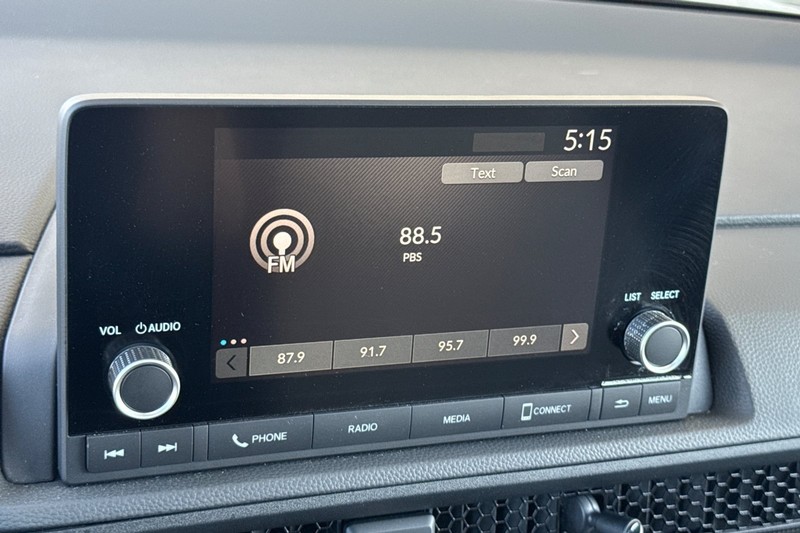 5:15
Text Scan
FM
88.5
PBS
LIST SELECT
VOL AUDIO
87.9 91.7 95.7 99.9
PHONE RADIO MEDIA CONNECT MENU